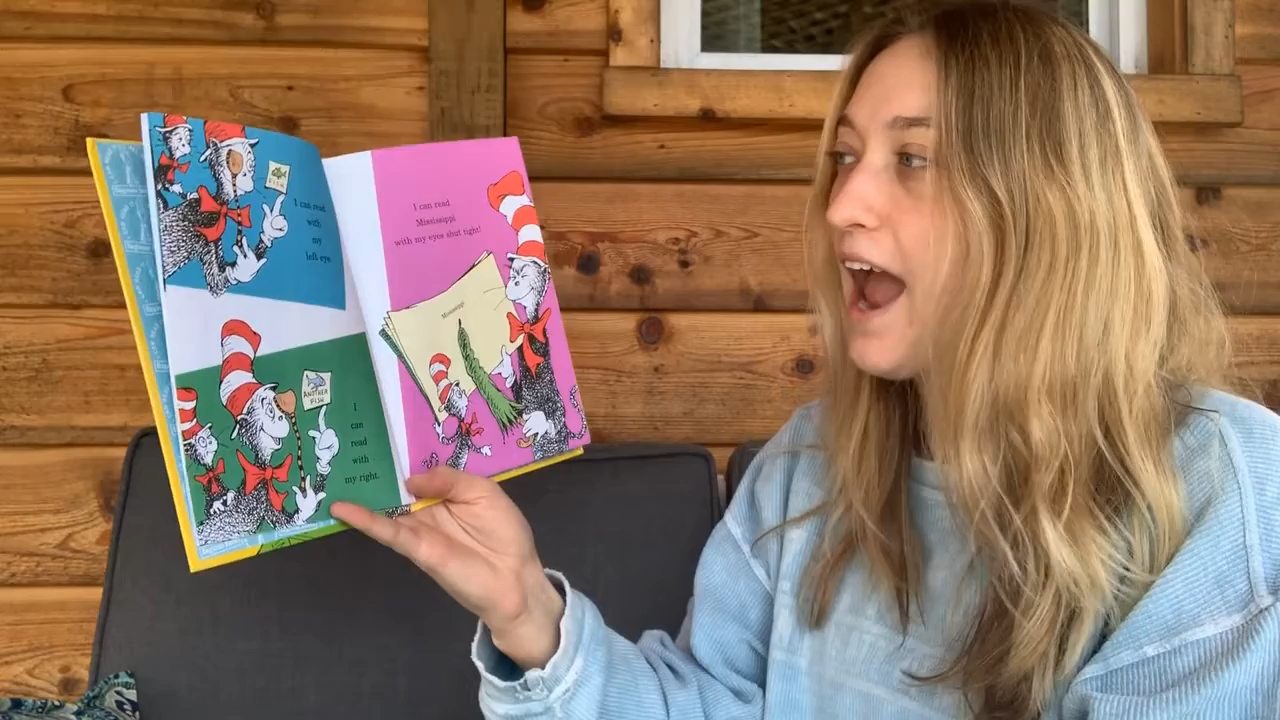 FISH
I can read
with
my
left eye.
ANOTHER
FISH
I
can
read
with
my right.
I can read
Mississippi
with my eyes shut tight!
Mississippi